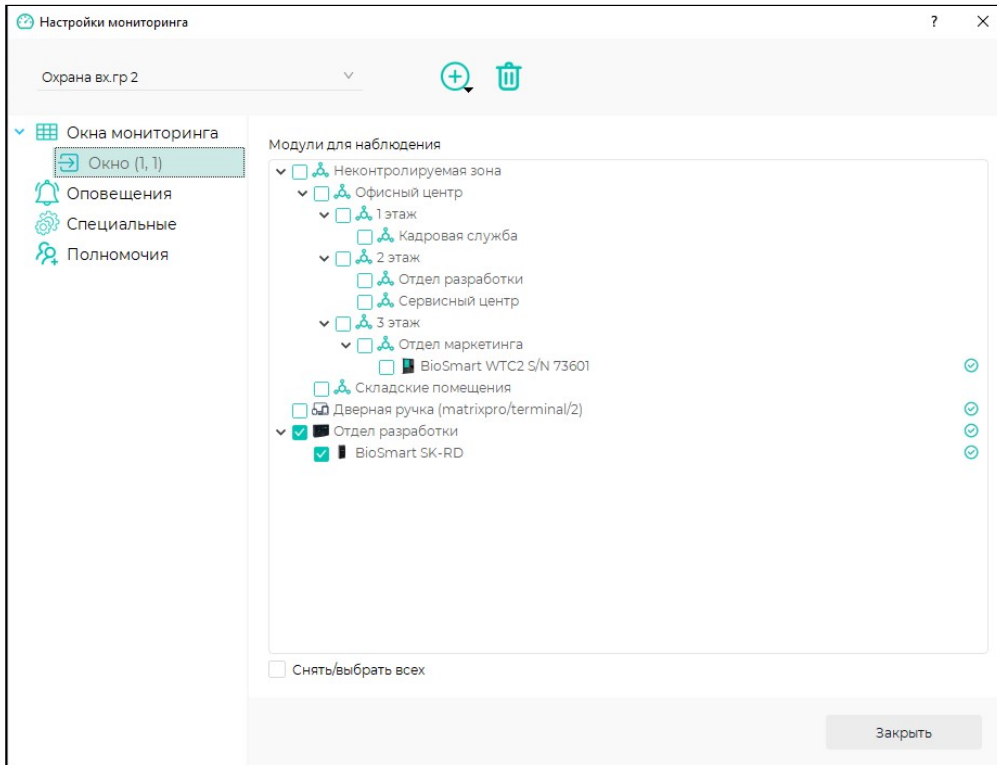 Настройки мониторинга
?
Охрана вх.гр 2
Окна мониторинга
Окно (1, 1)
Оповещения
Специальные
Полномочия
Модули для наблюдения
Неконтролируемая зона
Офисный центр
1 этаж
Кадровая служба
2 этаж
Отдел разработки
Сервисный центр
3 этаж
Отдел маркетинга
BioSmart WTC2 S/N 73601
Складские помещения
Дверная ручка (matrixpro/terminal/2)
Отдел разработки
BioSmart SK-RD
Снять/выбрать всех
Закрыть